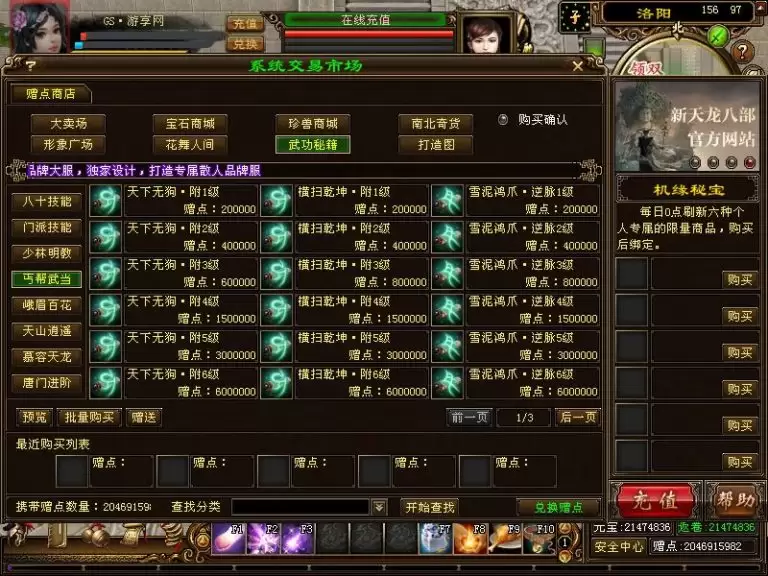 GS·游享网
充值
兑换
在线充值
子
洛阳
156 97
北
领双
?
系统交易市场
赠点商店
大卖场
宝石商城
珍兽商城
南北奇货
购买确认
形象广场
花舞人间
武功秘籍
打造图
品牌大服，独家设计，打造专属散人品牌服
八十技能
门派技能
少林明教
丐帮武当
峨眉百花
天山逍遥
慕容天龙
唐门进阶
天下无狗·附1级
赠点：200000
横扫乾坤·附1级
赠点：200000
雪泥鸿爪·逆脉1级
赠点：200000
天下无狗·附2级
赠点：400000
横扫乾坤·附2级
赠点：400000
雪泥鸿爪·逆脉2级
赠点：400000
天下无狗·附3级
赠点：600000
横扫乾坤·附3级
赠点：800000
雪泥鸿爪·逆脉3级
赠点：800000
天下无狗·附4级
赠点：1500000
横扫乾坤·附4级
赠点：1500000
雪泥鸿爪·逆脉4级
赠点：1500000
天下无狗·附5级
赠点：3000000
横扫乾坤·附5级
赠点：3000000
雪泥鸿爪·逆脉5级
赠点：3000000
天下无狗·附6级
赠点：6000000
横扫乾坤·附6级
赠点：6000000
雪泥鸿爪·逆脉6级
赠点：6000000
预览
批量购买
赠送
前一页
1/3
后一页
最近购买列表
赠点：
赠点：
赠点：
赠点：
赠点：
携带赠点数量：20469159
查找分类
开始查找
兑换赠点
新天龙八部
官方网站
机缘秘宝
每日0点刷新六种个
人专属的限量商品，购买
后绑定。
购买
购买
购买
购买
购买
购买
充值
帮助
F1
F2
F3
F7
F8
F9
F10
1
元宝：21474836
返卷：21474836
安全中心
赠点：2046915982